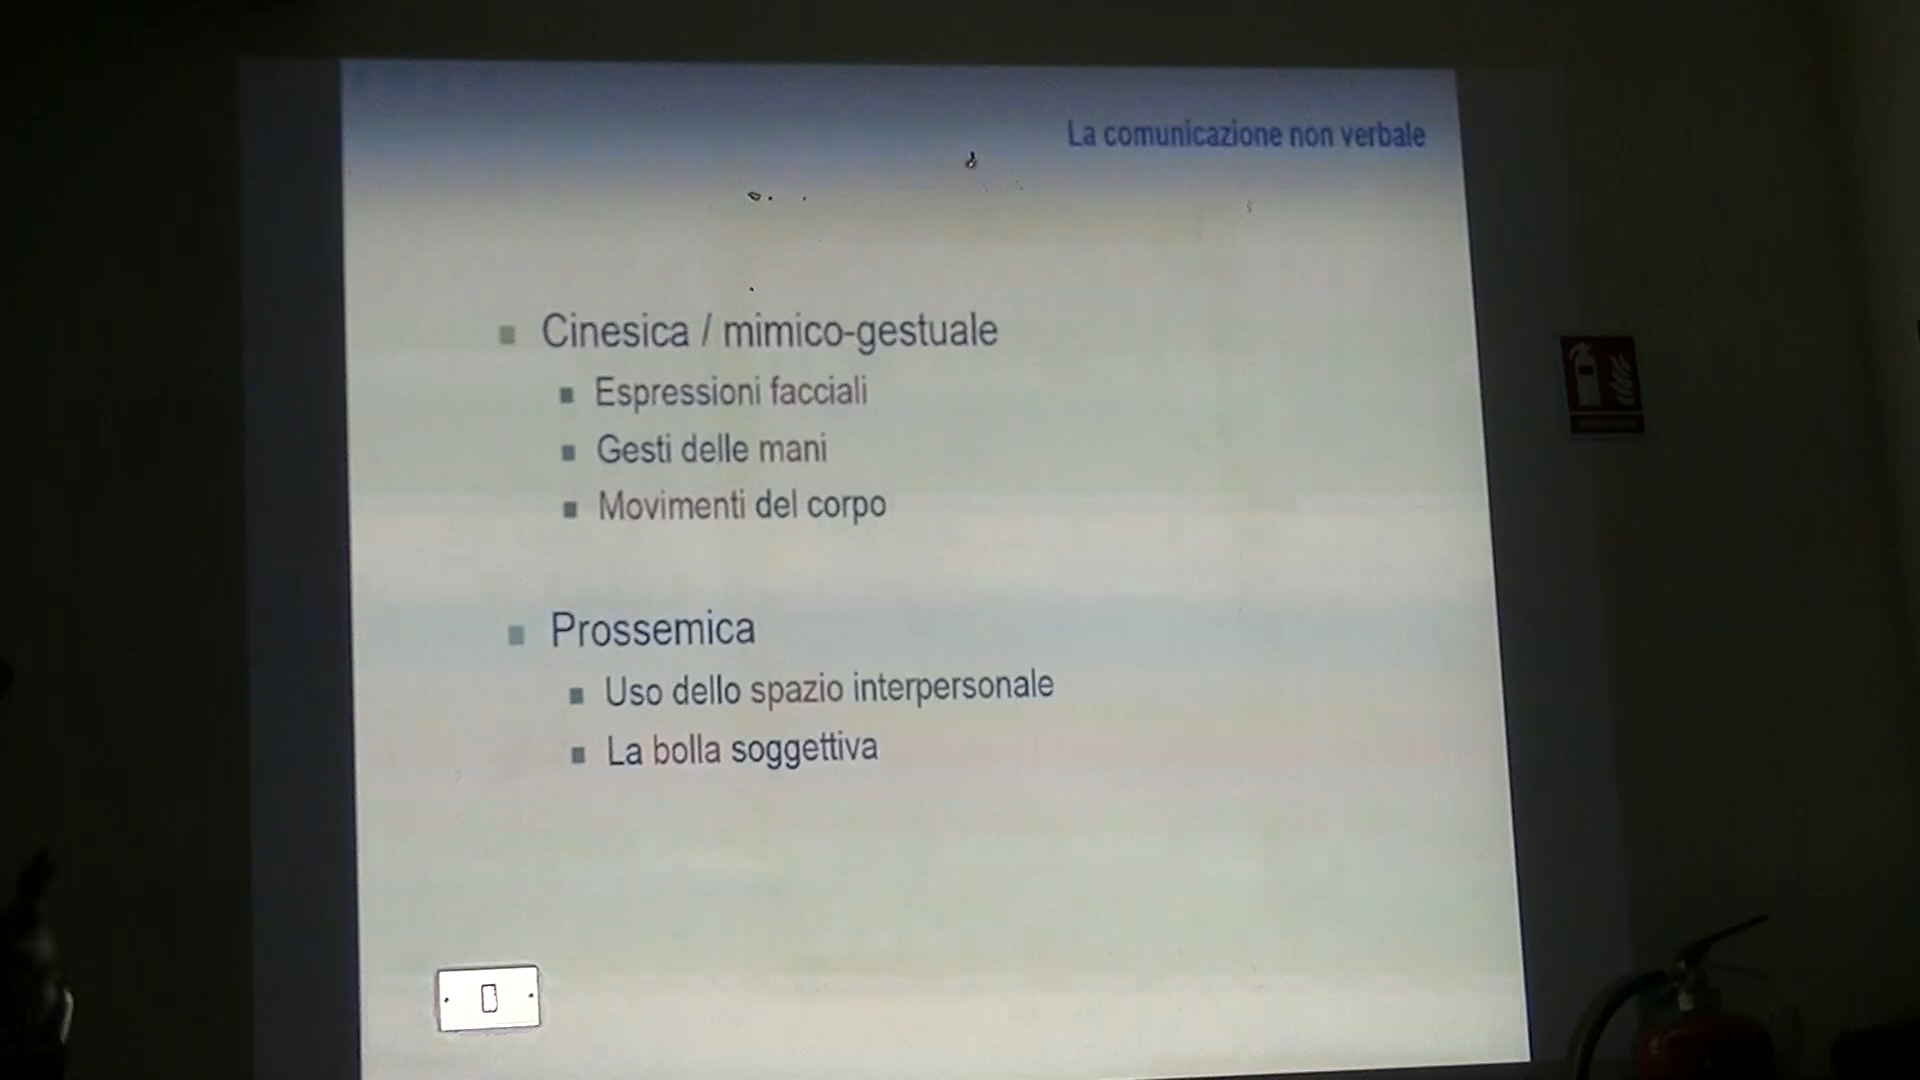 La comunicazione non verbale
Cinesica / mimico-gestuale
Espressioni facciali
Gesti delle mani
Movimenti del corpo
Prossemica
Uso dello spazio interpersonale
La bolla soggettiva